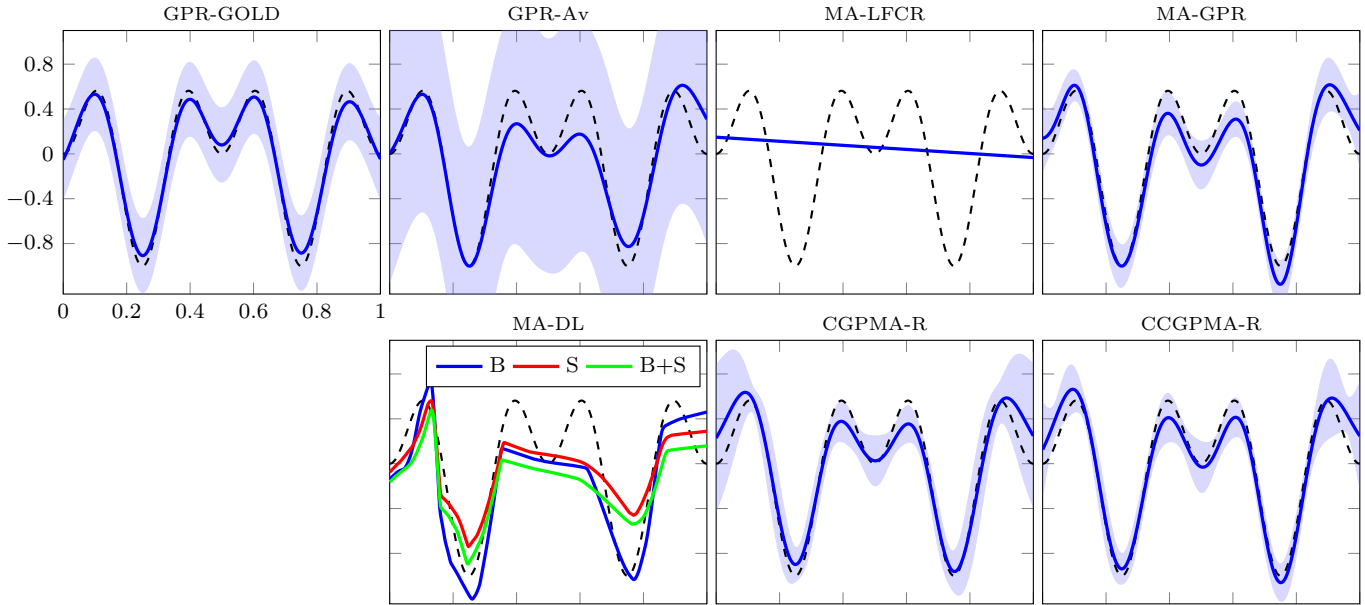 GPR-GOLD GPR-Av MA-LFCR MA-GPR
0.8
0.4
0
−0.4
−0.8
0 0.2 0.4 0.6 0.8 1
MA-DL CGPMA-R CCGPMA-R
B S B+S